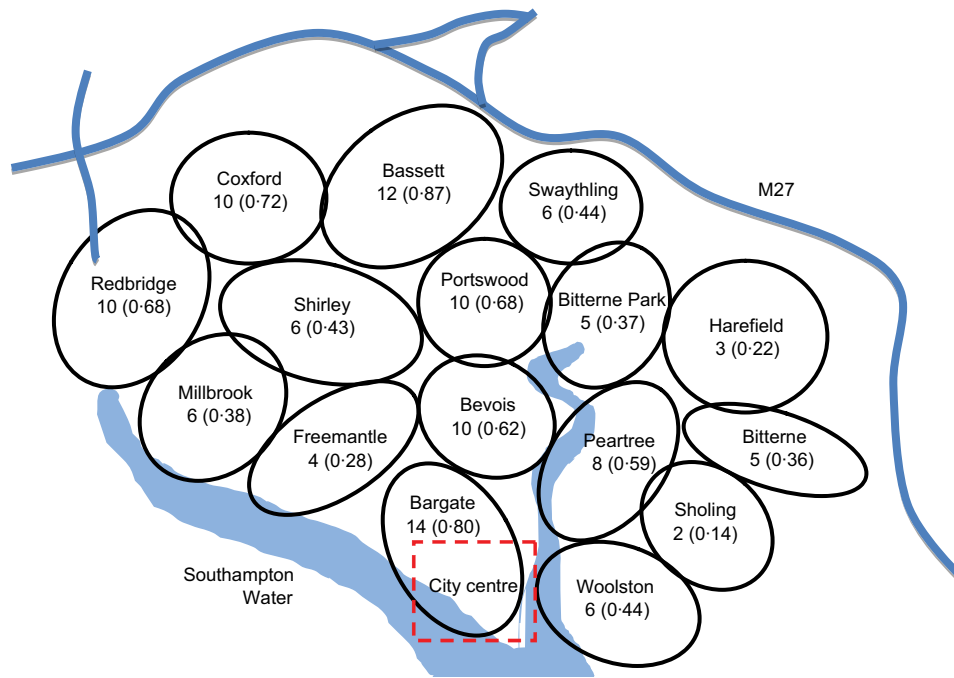 Coxford
10 (0·72)
Bassett
12 (0·87)
Swaythling
6 (0·44)
M27
Redbridge
10 (0·68)
Shirley
6 (0·43)
Portswood
10 (0·68)
Bitterne Park
5 (0·37)
Harefield
3 (0·22)
Millbrook
6 (0·38)
Freemantle
4 (0·28)
Bevois
10 (0·62)
Peartree
8 (0·59)
Bitterne
5 (0·36)
Bargate
14 (0·80)
Sholing
2 (0·14)
City centre
Southampton
Water
Woolston
6 (0·44)